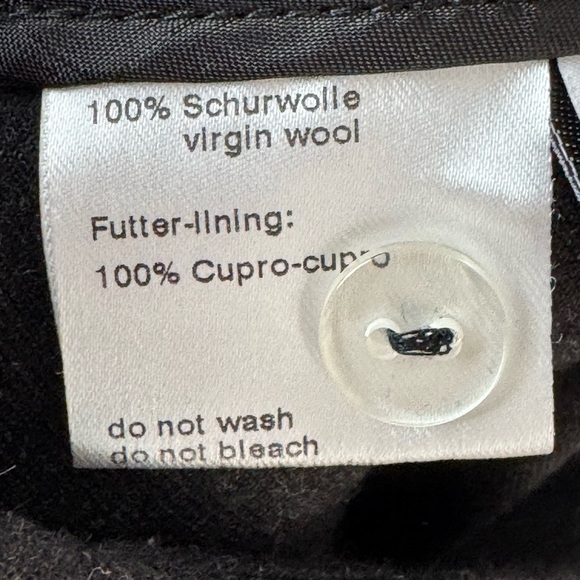 100% Schurwolle
virgin wool
Futter-lining:
100% Cupro-cupro
do not wash
do not bleach